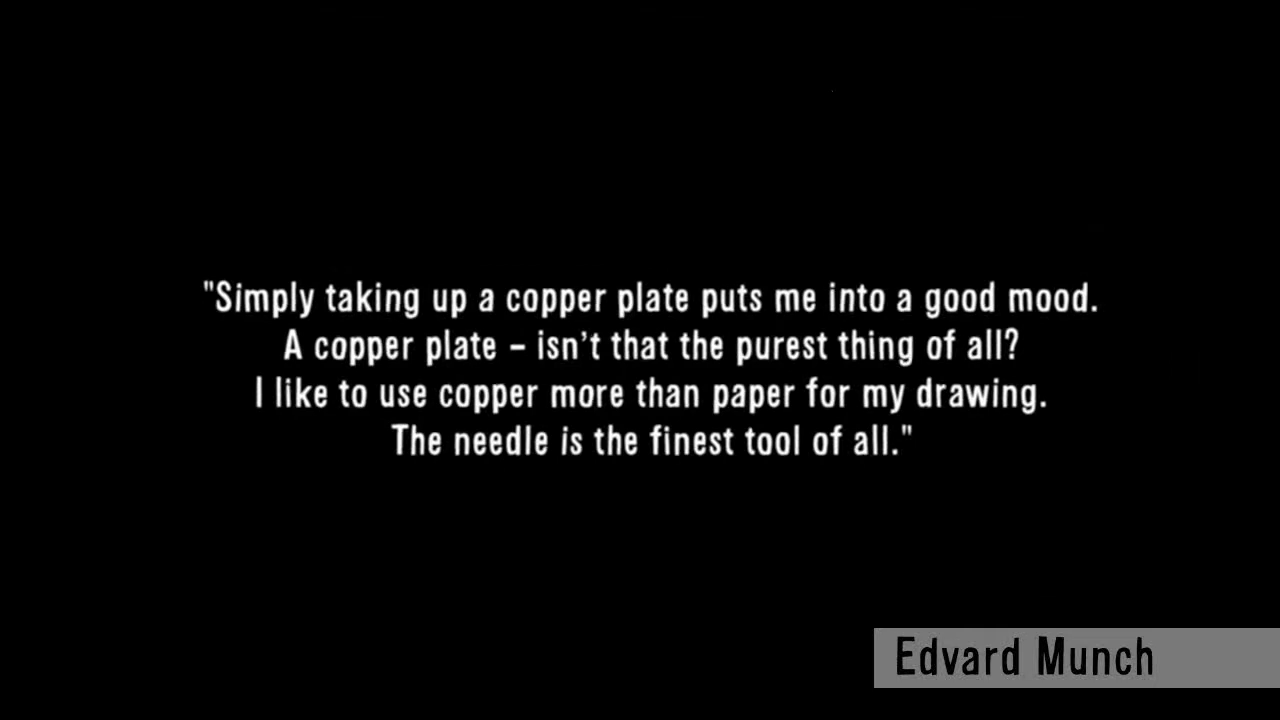 "Simply taking up a copper plate puts me into a good mood.
A copper plate – isn't that the purest thing of all?
I like to use copper more than paper for my drawing.
The needle is the finest tool of all."
Edvard Munch